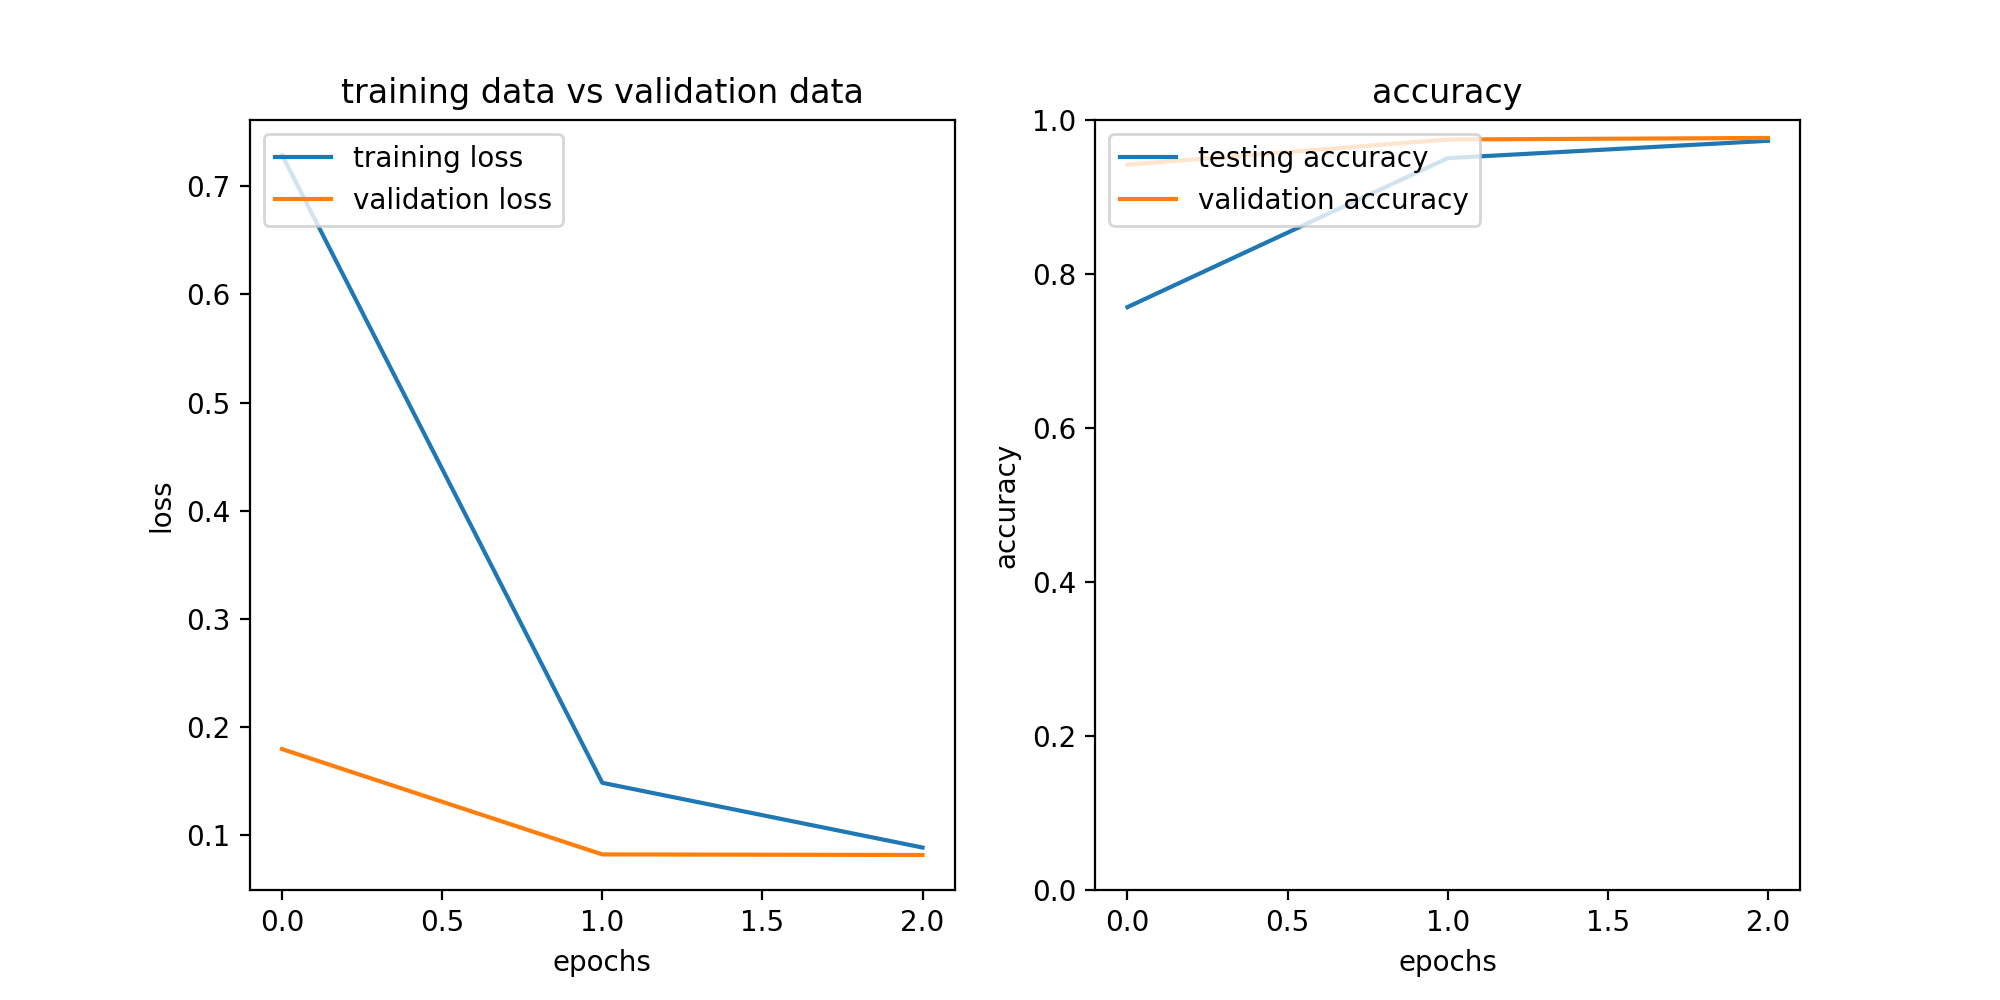 training data vs validation data
training loss
validation loss
0.7
0.6
0.5
0.4
0.3
0.2
0.1
loss
0.0 0.5 1.0 1.5 2.0
epochs
accuracy
testing accuracy
validation accuracy
1.0
0.8
0.6
0.4
0.2
0.0
accuracy
0.0 0.5 1.0 1.5 2.0
epochs